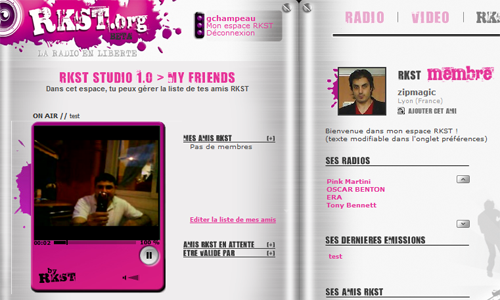 RKST.org
BETA
LA RADIO EN LIBERTE
qchampeau
Mon espace RKST
Déconnexion
RKST STUDIO 1.0 > MY FRIENDS
Dans cet espace, tu peux gérer la liste de tes amis RKST
ON AIR // test
00:02
100 %
by
RKST
MES AMIS RKST [+]
Pas de membres
Editer la liste de mes amis
AMIS RKST EN ATTENTE [+]
ETRE VALIDE PAR [+]
RADIO | VIDEO |
RKST membre
zipmagic
Lyon (France)
AJOUTER CET AMI
Bienvenue dans mon espace RKST !
(texte modifiable dans l'onglet préférences)
SES RADIOS
Pink Martini
OSCAR BENTON
ERA
Tony Bennett
SES DERNIERES EMISSIONS
test
SES AMIS RKST